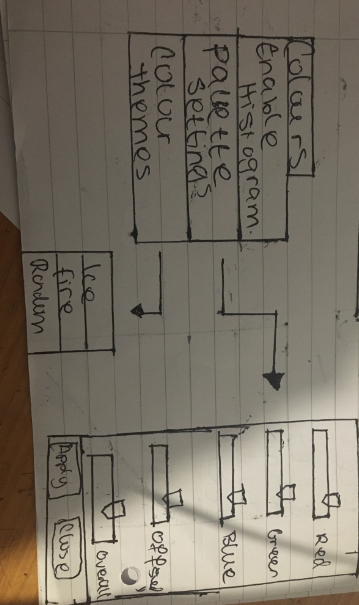 Colours
Enable
Histogram.
Palette
Settings
Colour
themes
Ice
fire
Random
Red
Green
Blue
Offset
Overall
Apply
Close